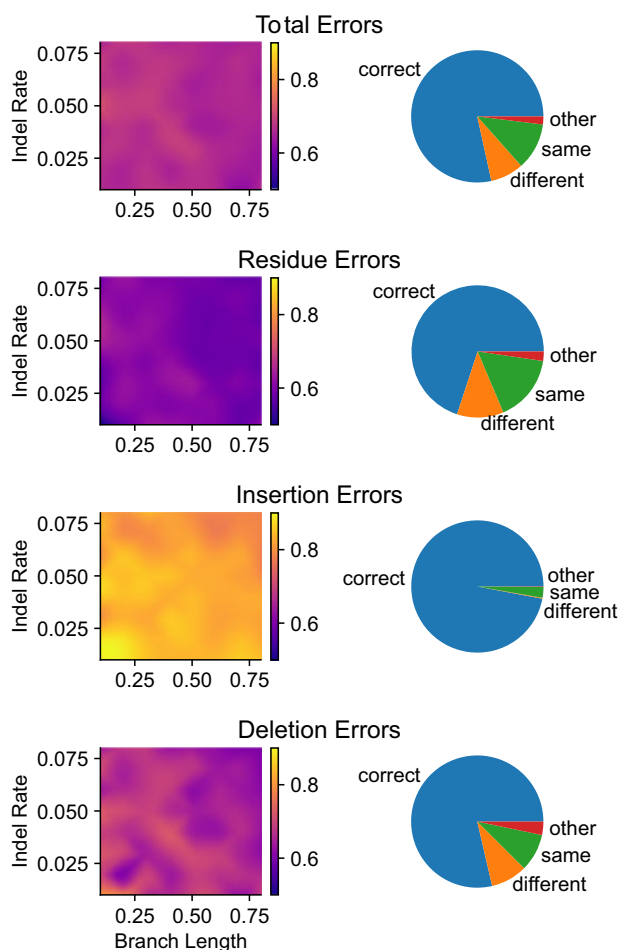 Total Errors
Indel Rate
0.075
0.050
0.025
0.25 0.50 0.75
0.8
0.6
correct
other
same
different
Residue Errors
Indel Rate
0.075
0.050
0.025
0.25 0.50 0.75
0.8
0.6
correct
other
same
different
Insertion Errors
Indel Rate
0.075
0.050
0.025
0.25 0.50 0.75
0.8
0.6
correct
other
same
different
Deletion Errors
Indel Rate
0.075
0.050
0.025
0.25 0.50 0.75
Branch Length
0.8
0.6
correct
other
same
different